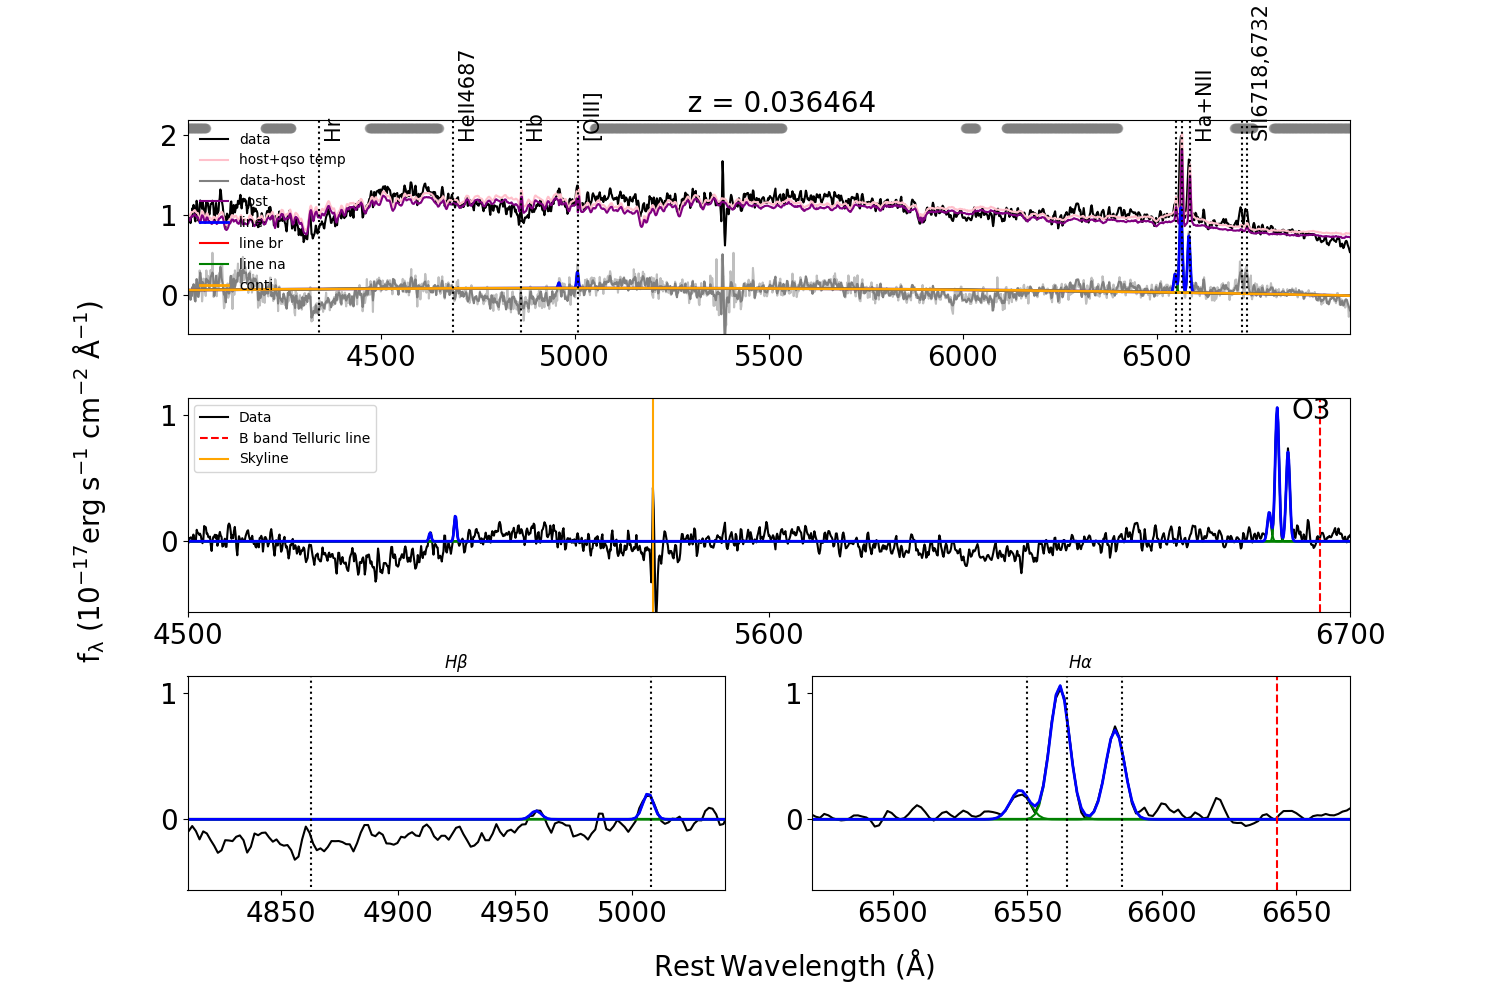 z = 0.036464
Hr
HeII4687
Hb
[OIII]
Ha+NII
SII6718,6732
data
host+qso temp
data-host
host
line
line br
line na
conti
2
1
0
4500 5000 5500 6000 6500
Data
B band Telluric line
Skyline
O3
1
0
4500 5600 6700
fλ (10⁻¹⁷erg s⁻¹ cm⁻² Å⁻¹)
Hβ
1
0
4850 4900 4950 5000
Hα
1
0
6500 6550 6600 6650
Rest Wavelength (Å)